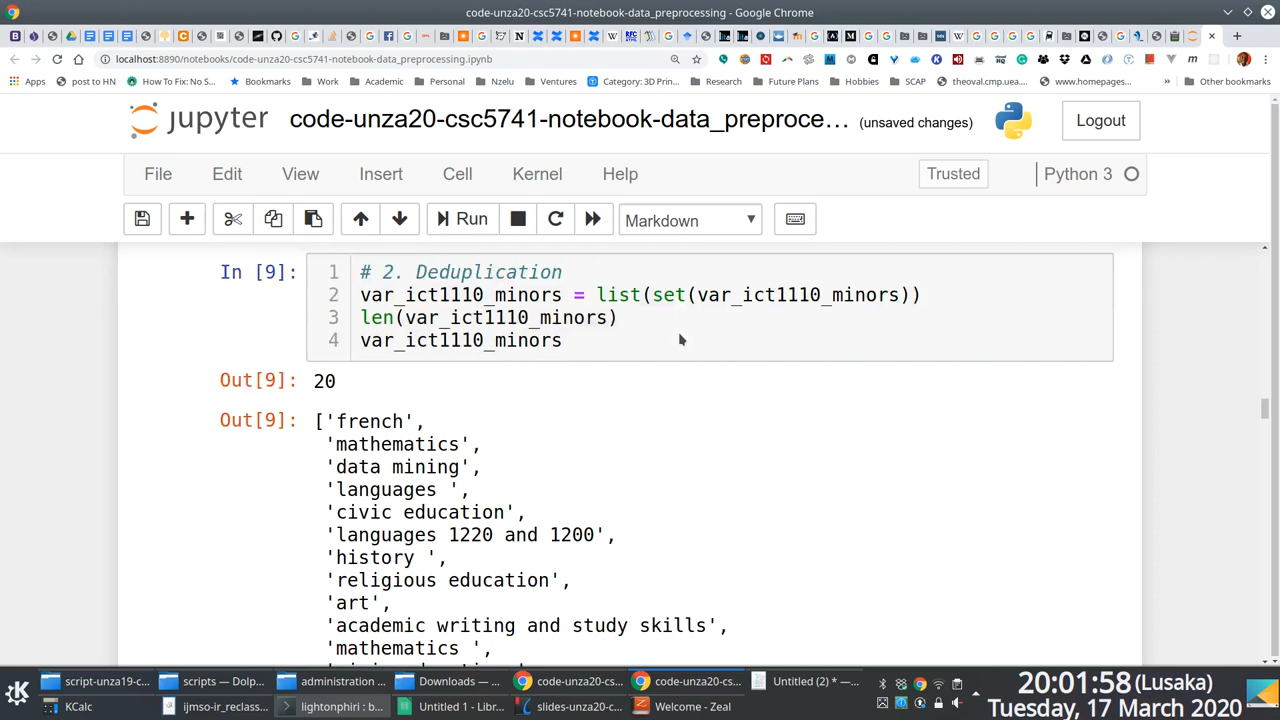 code-unza20-csc5741-notebook-data_preprocessing - Google Chrome
localhost:8890/notebooks/code-unza20-csc5741-notebook-data_preprocessing.ipynb
Apps post to HN How To Fix: No S... Bookmarks Work Academic Personal Nzelu Ventures Category: 3D Prin... Research Future Plans Hobbies SCAP theoval.cmp.uea.... www.homepages.... » Other bookmarks
jupyter code-unza20-csc5741-notebook-data_preproce... (unsaved changes) Logout
File Edit View Insert Cell Kernel Help Trusted Python 3
Run Markdown
In [9]: 1 # 2. Deduplication
2 var_ict1110_minors = list(set(var_ict1110_minors))
3 len(var_ict1110_minors)
4 var_ict1110_minors
Out[9]: 20
Out[9]: ['french',
'mathematics',
'data mining',
'languages ',
'civic education',
'languages 1220 and 1200',
'history ',
'religious education',
'art',
'academic writing and study skills',
'mathematics ',
script-unza19-c... scripts — Dolp... administration ... Downloads — ... code-unza20-cs... code-unza20-cs... Untitled (2) * —...
KCalc ijmso-ir_reclass... lightonphiri : b... Untitled 1 - Libr... slides-unza20-c... Welcome - Zeal
20:01:58 (Lusaka)
Tuesday, 17 March 2020